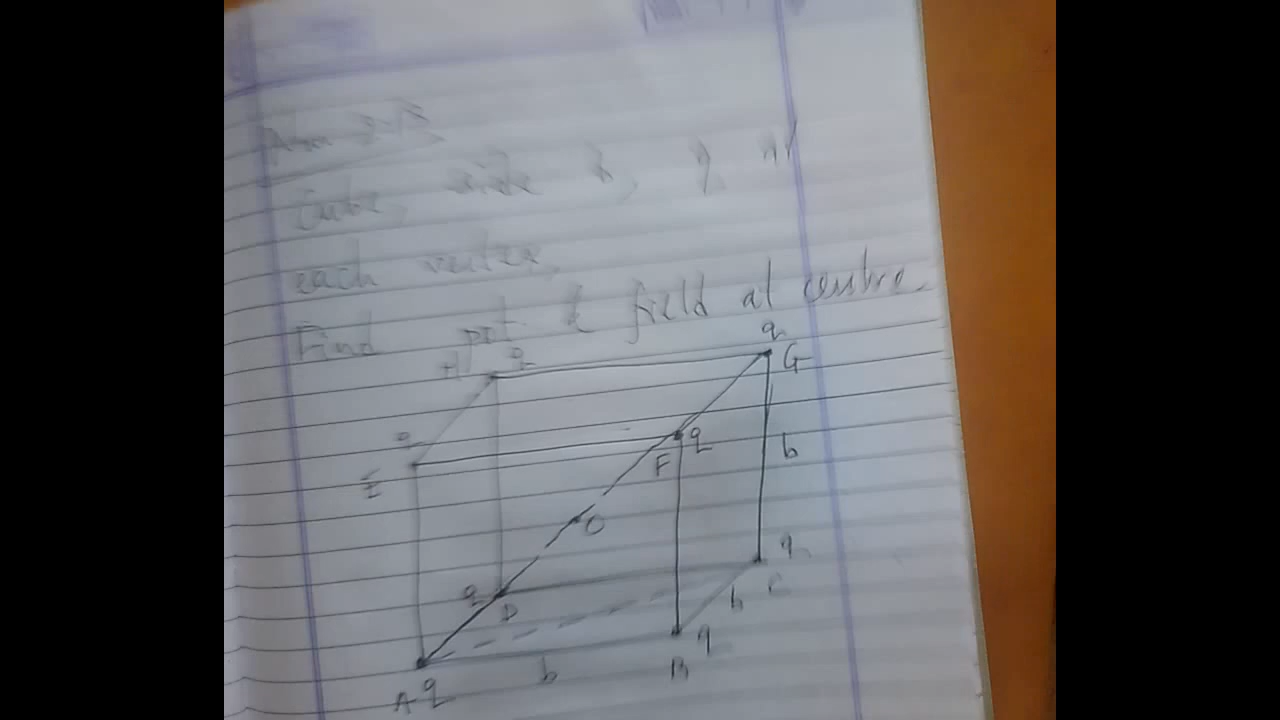 Cube, side b, q at
each vertex,
Find pot & field at centre.
H q
q G
q
E
F q
b
O
q D
q C
b
A q
b
B q